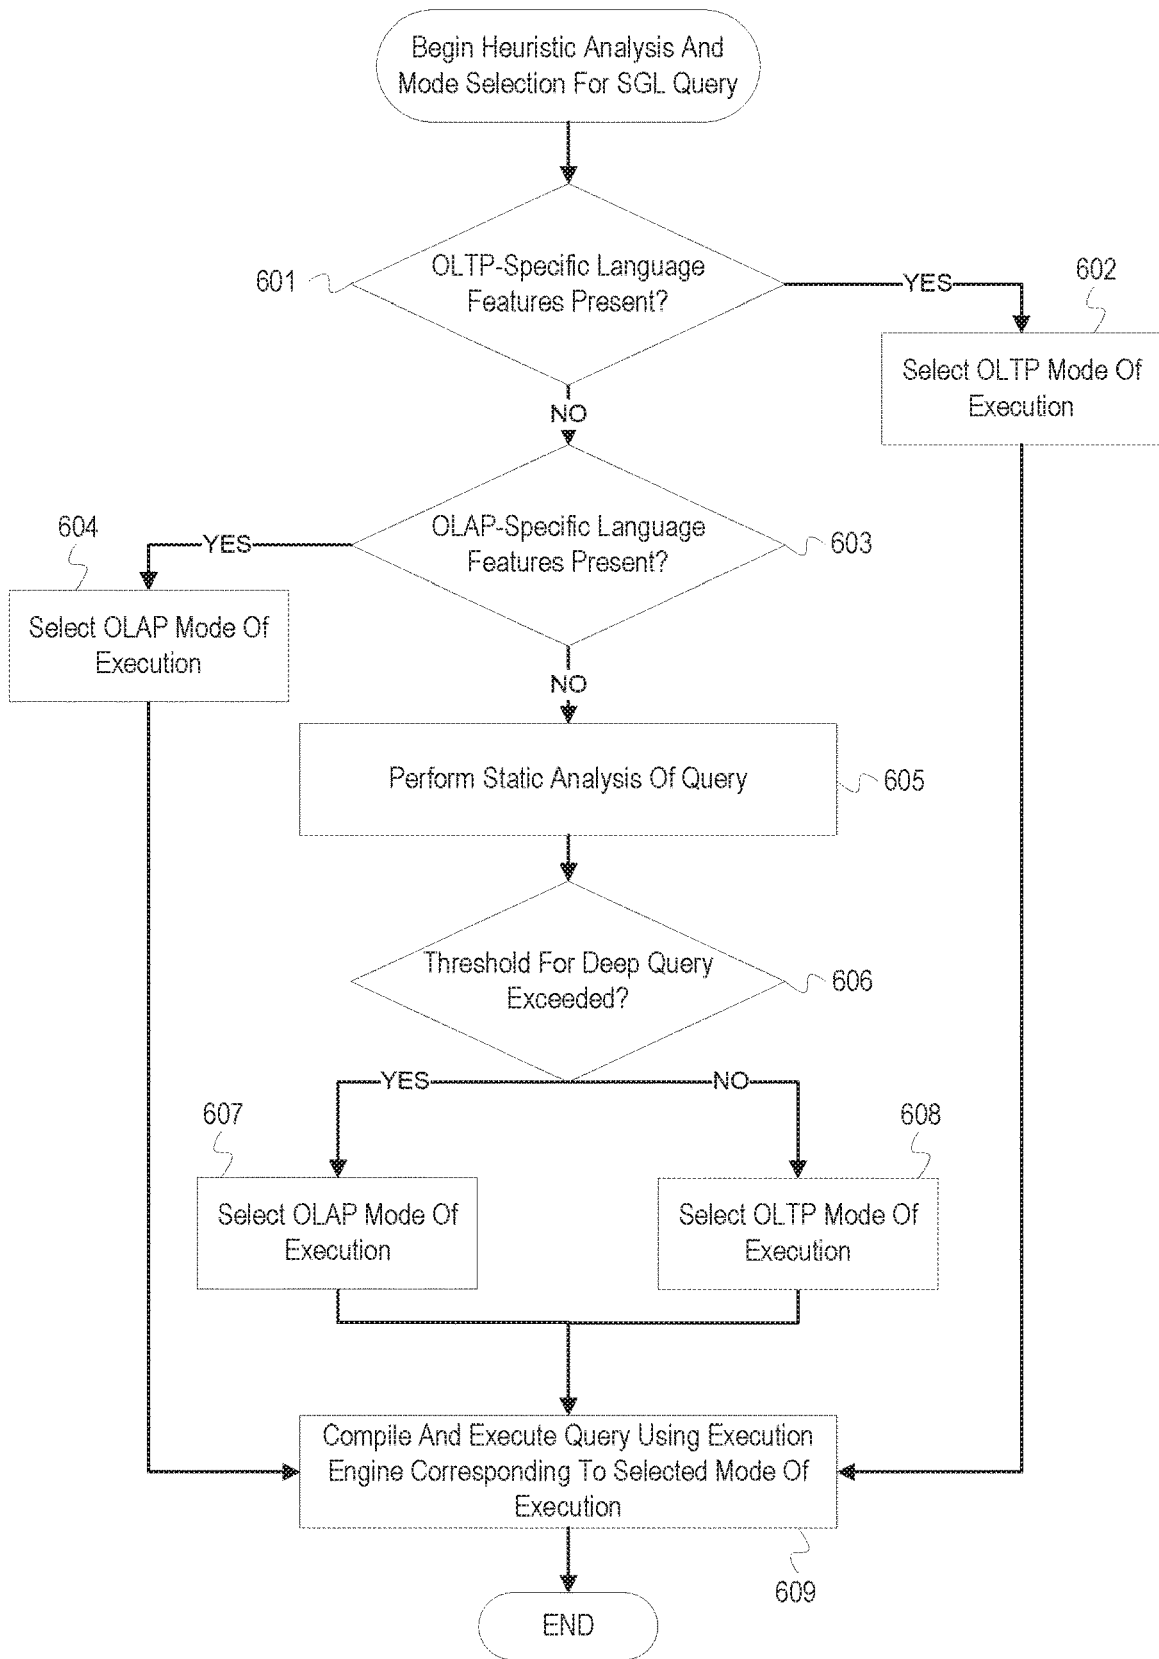 Begin Heuristic Analysis And
Mode Selection For SGL Query
OLTP-Specific Language
Features Present?
601
YES
602
Select OLTP Mode Of
Execution
NO
604
YES
OLAP-Specific Language
Features Present?
603
Select OLAP Mode Of
Execution
NO
Perform Static Analysis Of Query
605
Threshold For Deep Query
Exceeded?
606
YES
NO
607
608
Select OLAP Mode Of
Execution
Select OLTP Mode Of
Execution
Compile And Execute Query Using Execution
Engine Corresponding To Selected Mode Of
Execution
609
END